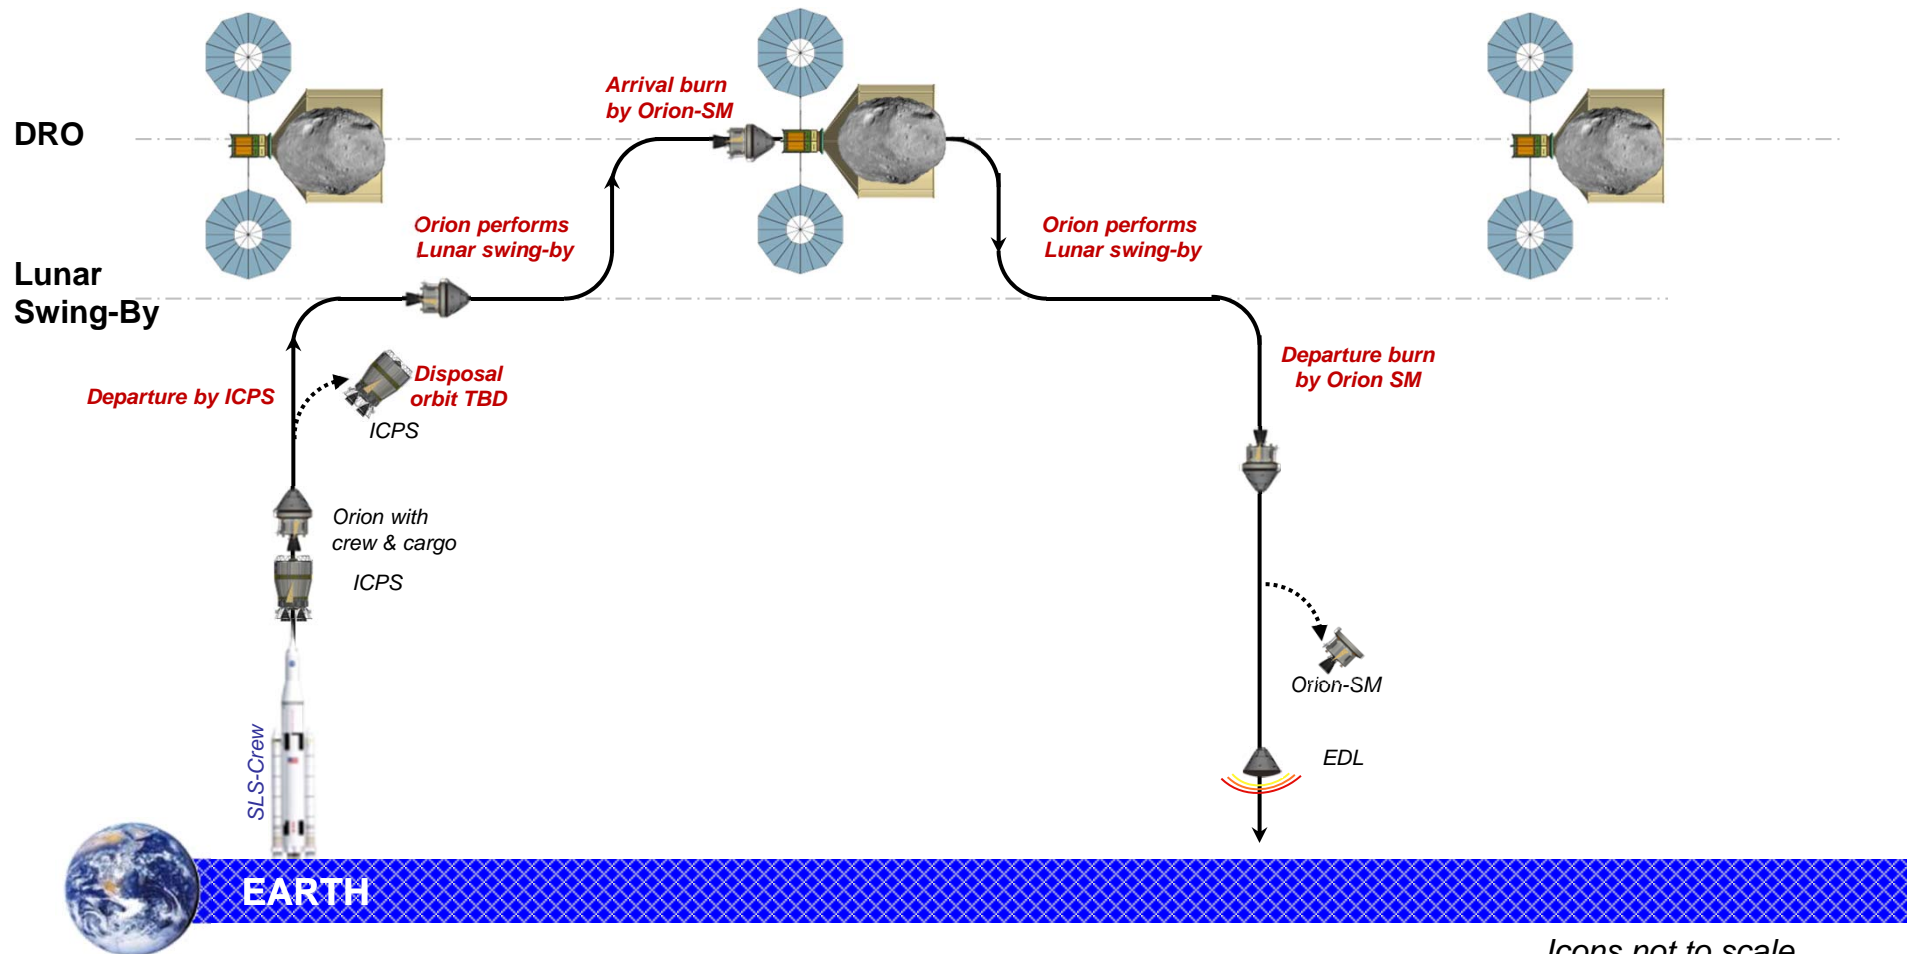 DRO
Arrival burn
by Orion-SM
Orion performs
Lunar swing-by
Orion performs
Lunar swing-by
Lunar
Swing-By
Departure by ICPS
Disposal
orbit TBD
ICPS
Departure burn
by Orion SM
Orion with
crew & cargo
ICPS
Orion-SM
SLS-Crew
EDL
EARTH
Icons not to scale